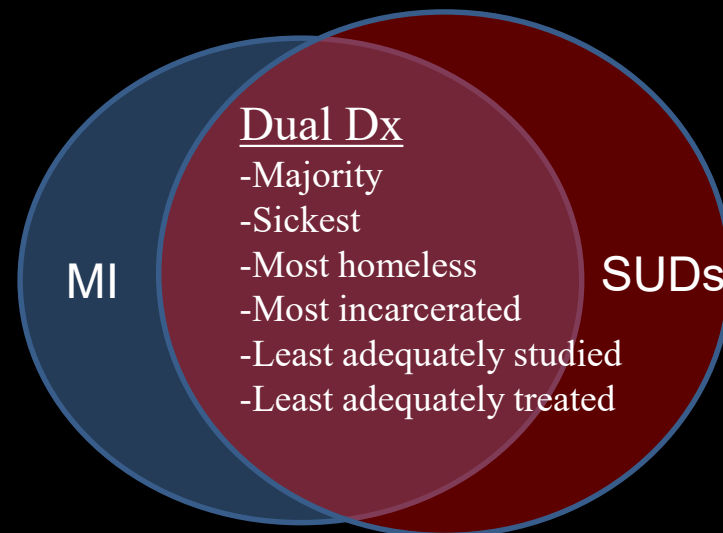 Dual Dx
-Majority
-Sickest
-Most homeless
-Most incarcerated
-Least adequately studied
-Least adequately treated
MI
SUDs